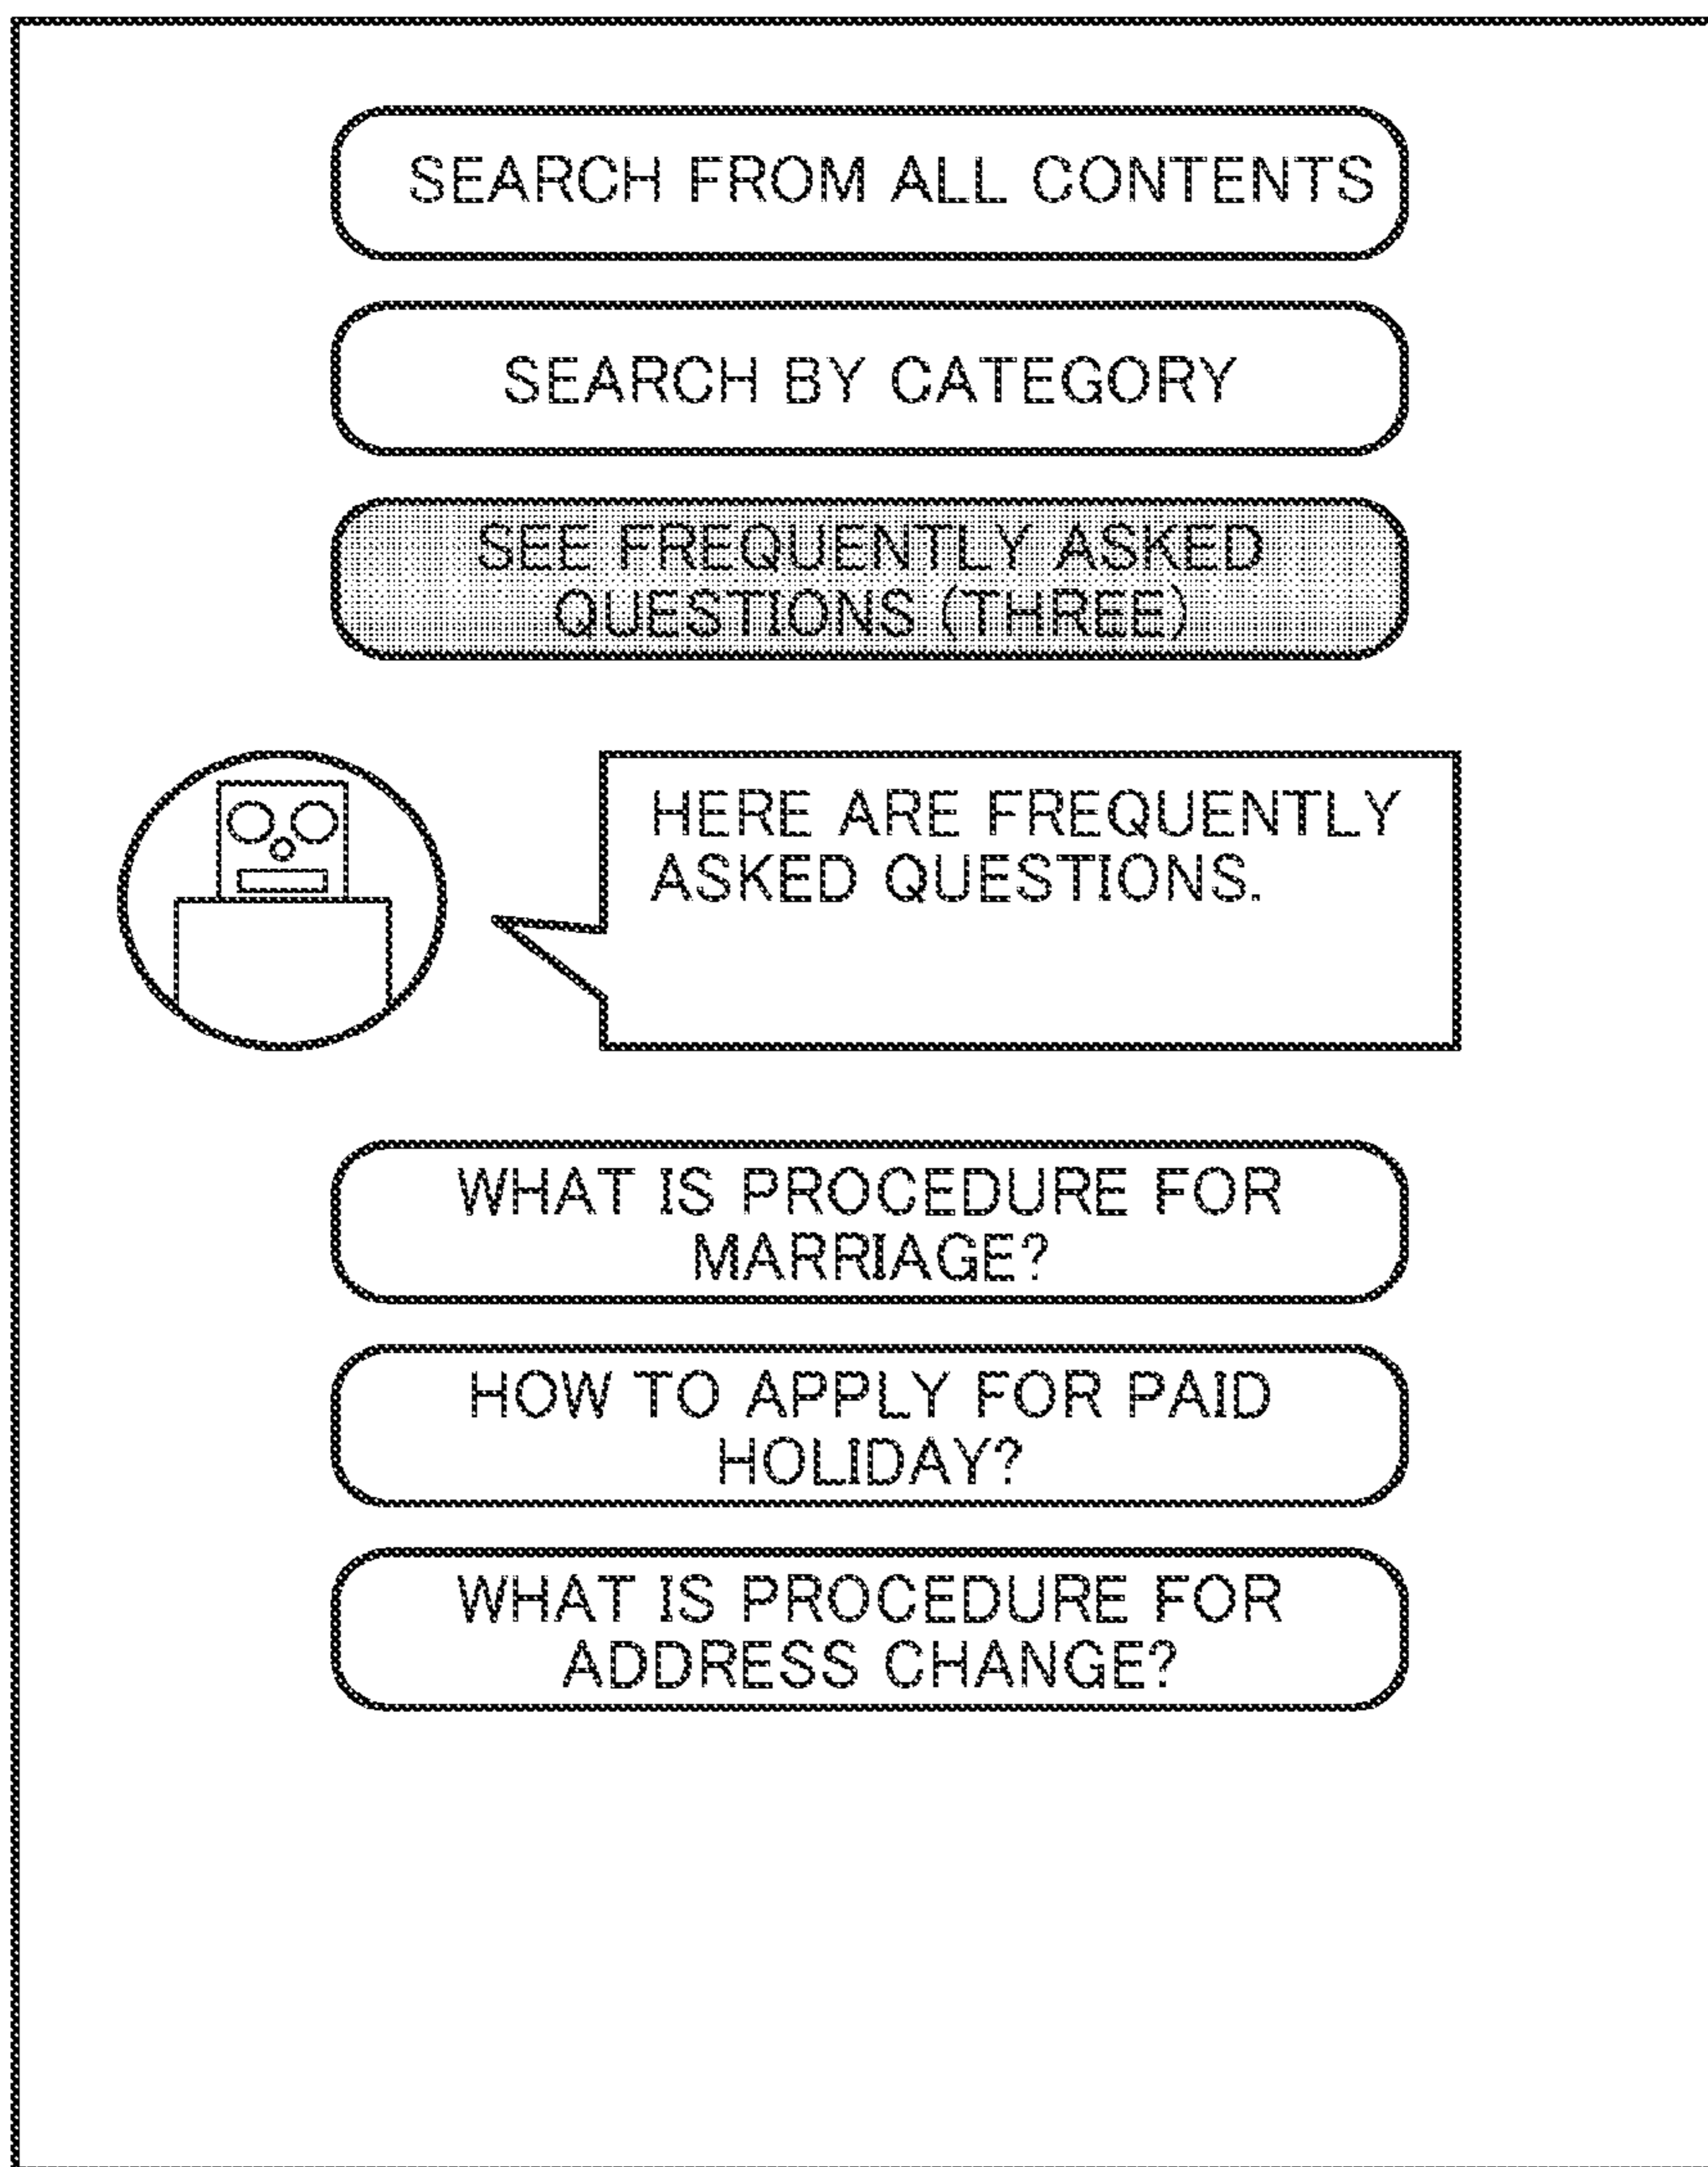 SEARCH FROM ALL CONTENTS
SEARCH BY CATEGORY
SEE FREQUENTLY ASKED
QUESTIONS (THREE)
HERE ARE FREQUENTLY
ASKED QUESTIONS.
WHAT IS PROCEDURE FOR
MARRIAGE?
HOW TO APPLY FOR PAID
HOLIDAY?
WHAT IS PROCEDURE FOR
ADDRESS CHANGE?